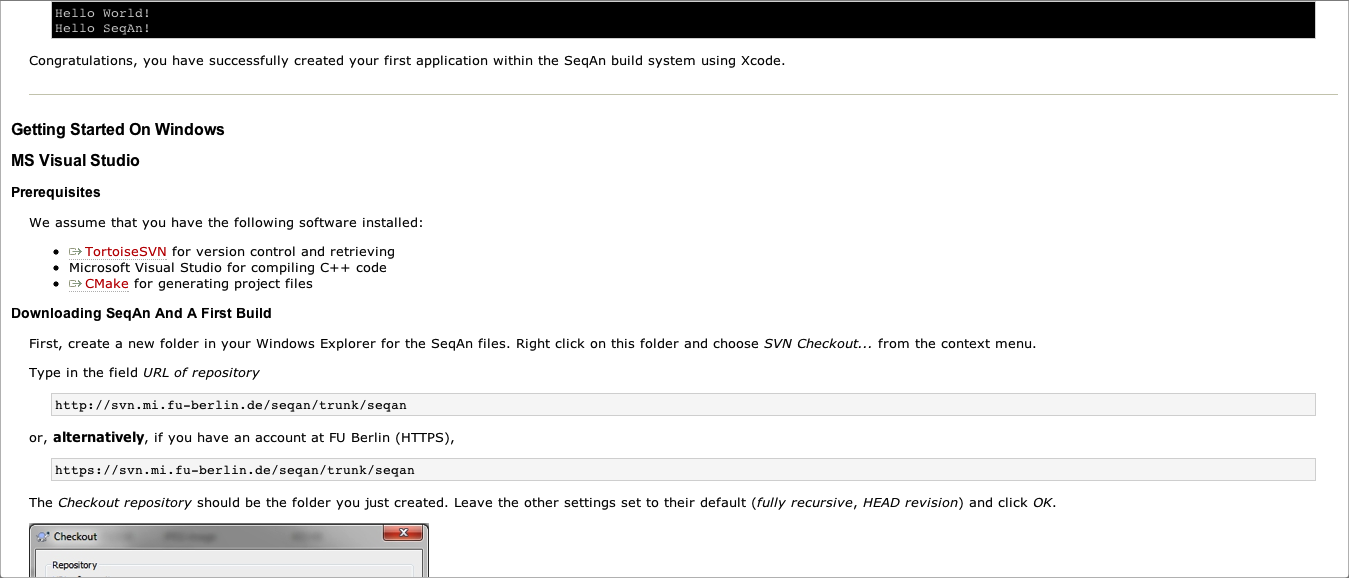 Hello World!
Hello SeqAn!
Congratulations, you have successfully created your first application within the SeqAn build system using Xcode.
Getting Started On Windows
MS Visual Studio
Prerequisites
We assume that you have the following software installed:
TortoiseSVN for version control and retrieving
Microsoft Visual Studio for compiling C++ code
CMake for generating project files
Downloading SeqAn And A First Build
First, create a new folder in your Windows Explorer for the SeqAn files. Right click on this folder and choose SVN Checkout... from the context menu.
Type in the field URL of repository
http://svn.mi.fu-berlin.de/seqan/trunk/seqan
or, alternatively, if you have an account at FU Berlin (HTTPS),
https://svn.mi.fu-berlin.de/seqan/trunk/seqan
The Checkout repository should be the folder you just created. Leave the other settings set to their default (fully recursive, HEAD revision) and click OK.
Checkout
Repository